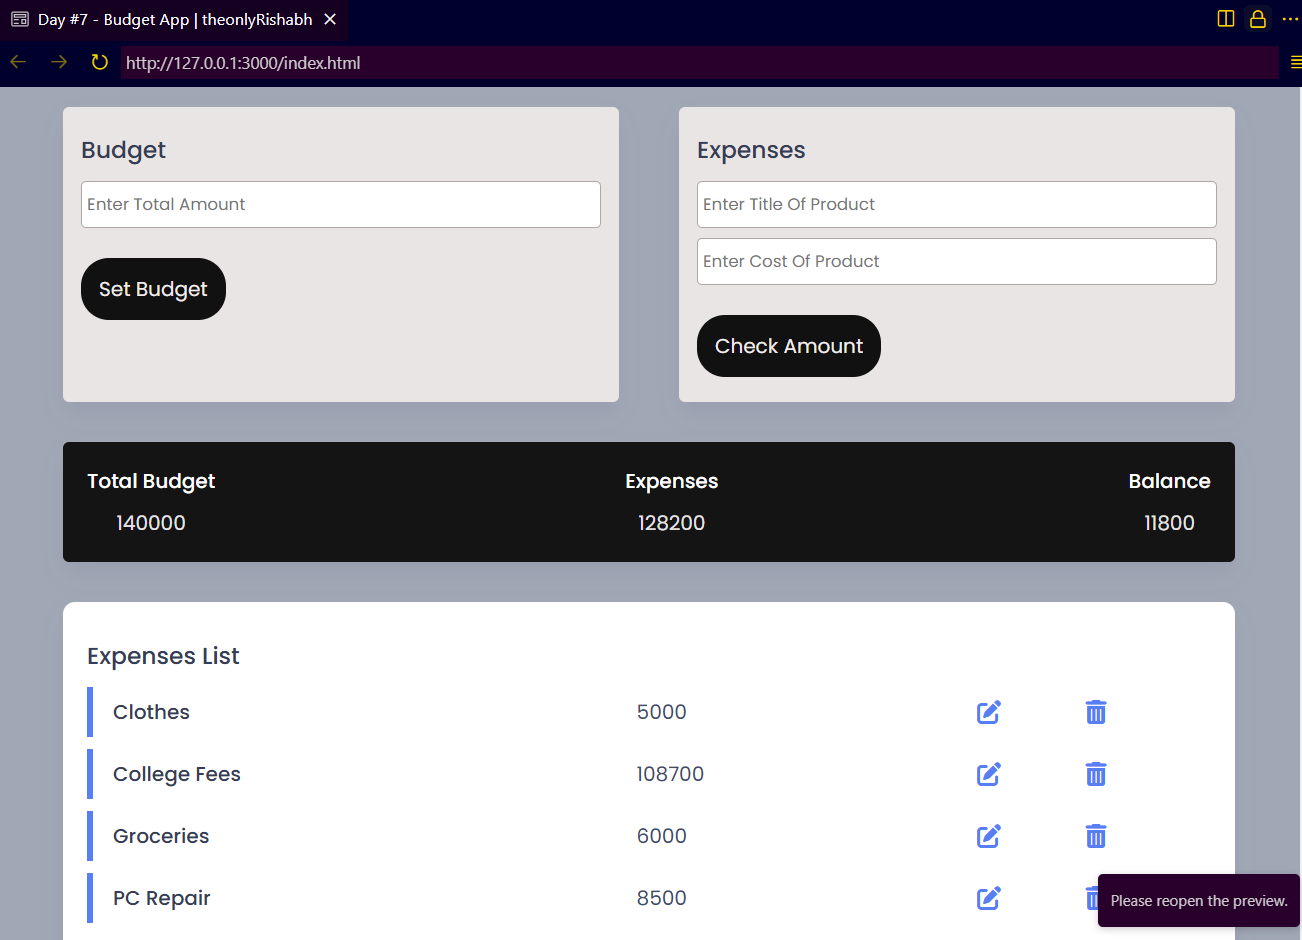 Day #7 - Budget App | theonlyRishabh
http://127.0.0.1:3000/index.html
Budget
Enter Total Amount
Set Budget
Expenses
Enter Title Of Product
Enter Cost Of Product
Check Amount
Total Budget Expenses Balance
140000 128200 11800
Expenses List
Clothes 5000
College Fees 108700
Groceries 6000
PC Repair 8500
Please reopen the preview.